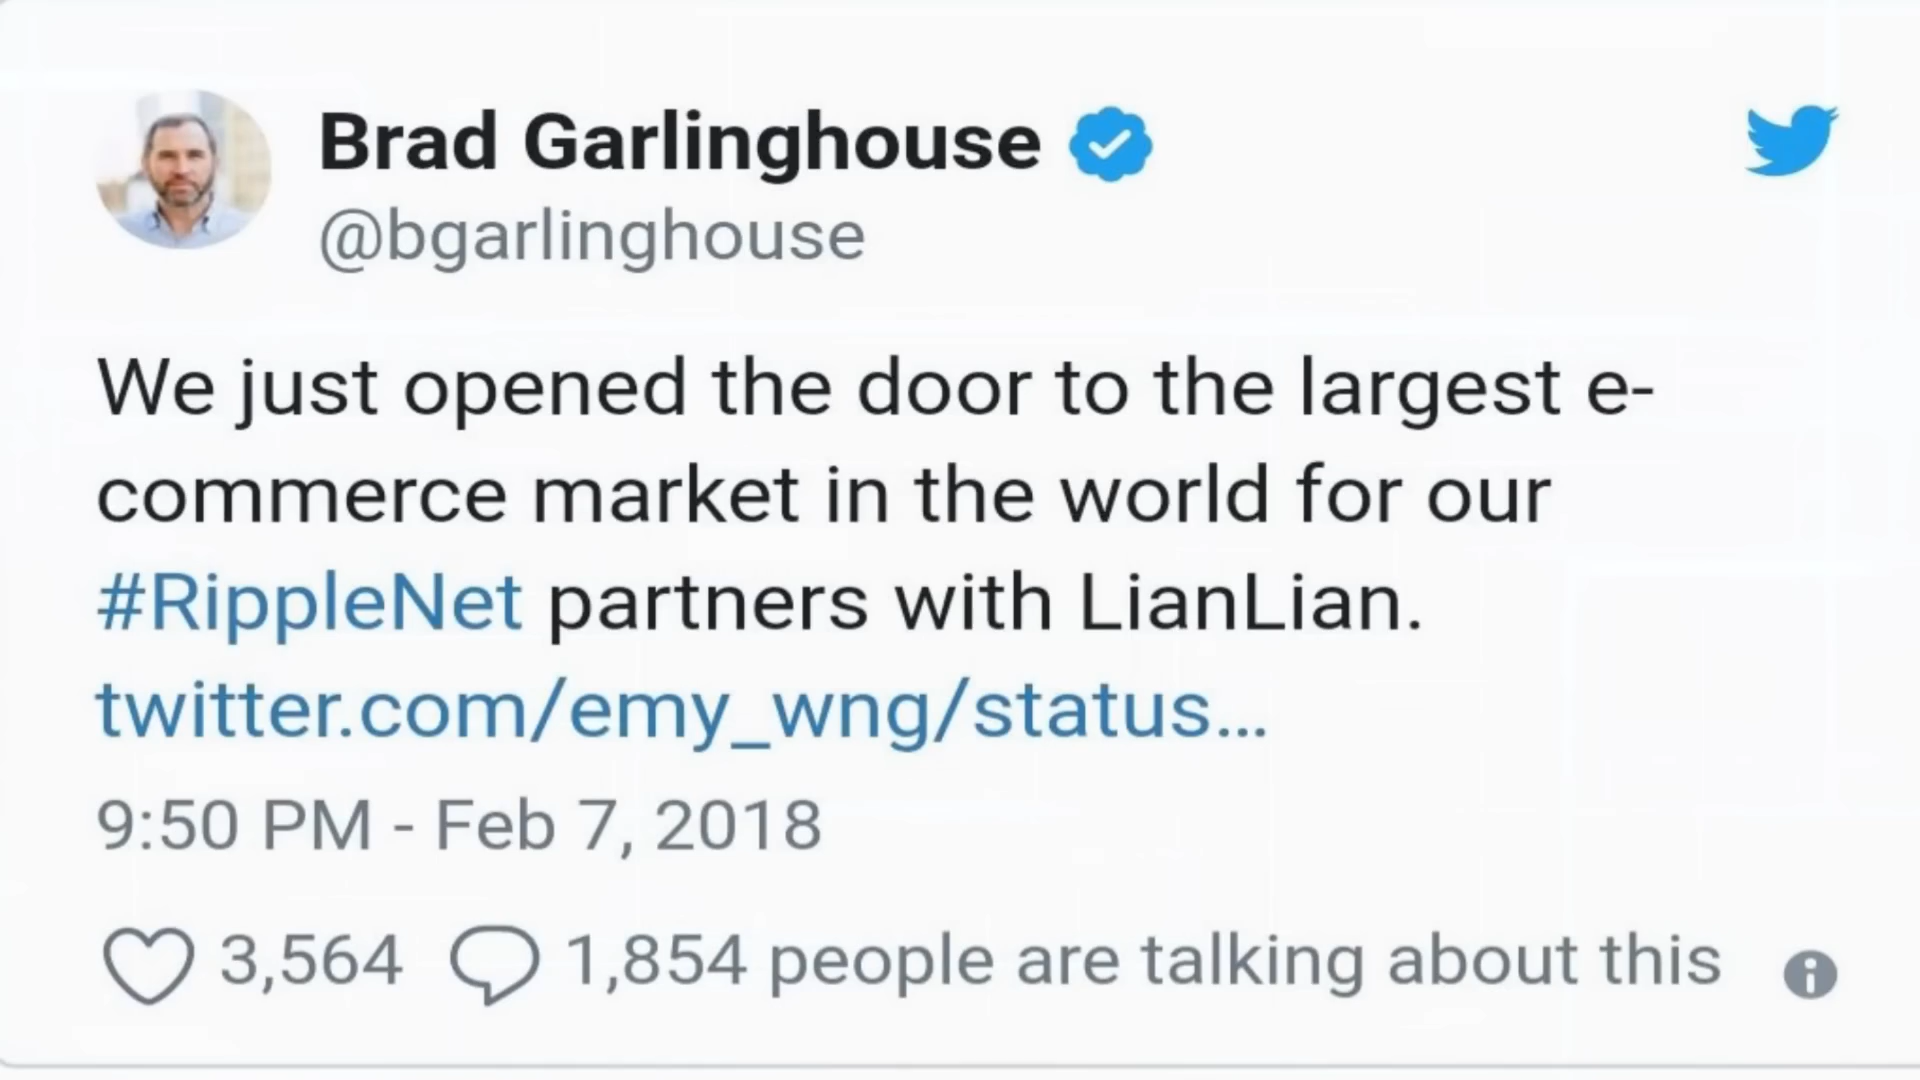 Brad Garlinghouse
@bgarlinghouse
We just opened the door to the largest e-
commerce market in the world for our
#RippleNet partners with LianLian.
twitter.com/emy_wng/status…
9:50 PM - Feb 7, 2018
3,564 1,854 people are talking about this